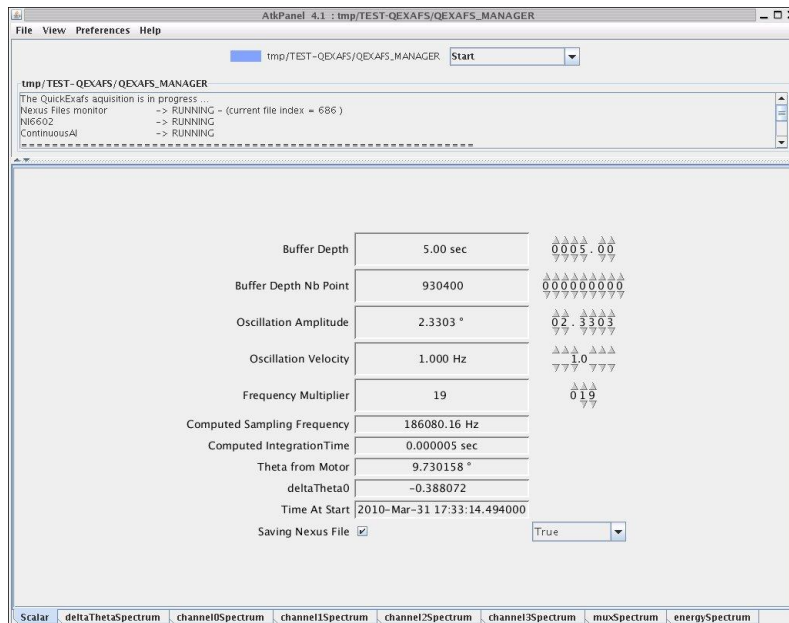 AtkPanel 4.1 : tmp/TEST-QEXAFS/QEXAFS_MANAGER
File View Preferences Help
tmp/TEST-QEXAFS/QEXAFS_MANAGER Start
tmp/TEST-QEXAFS/QEXAFS_MANAGER
The QuickExafs aquisition is in progress ...
Nexus Files monitor -> RUNNING - (current file index = 686 )
NI6602 -> RUNNING
ContinuousAI -> RUNNING
Buffer Depth 5.00 sec 0005.00
Buffer Depth Nb Point 930400 000000000
Oscillation Amplitude 2.3303 ° 02.3303
Oscillation Velocity 1.000 Hz 1.0
Frequency Multiplier 19 019
Computed Sampling Frequency 186080.16 Hz
Computed IntegrationTime 0.000005 sec
Theta from Motor 9.730158 °
deltaTheta0 -0.388072
Time At Start 2010-Mar-31 17:33:14.494000
Saving Nexus File True
Scalar deltaThetaSpectrum channel0Spectrum channel1Spectrum channel2Spectrum channel3Spectrum muxSpectrum energySpectrum